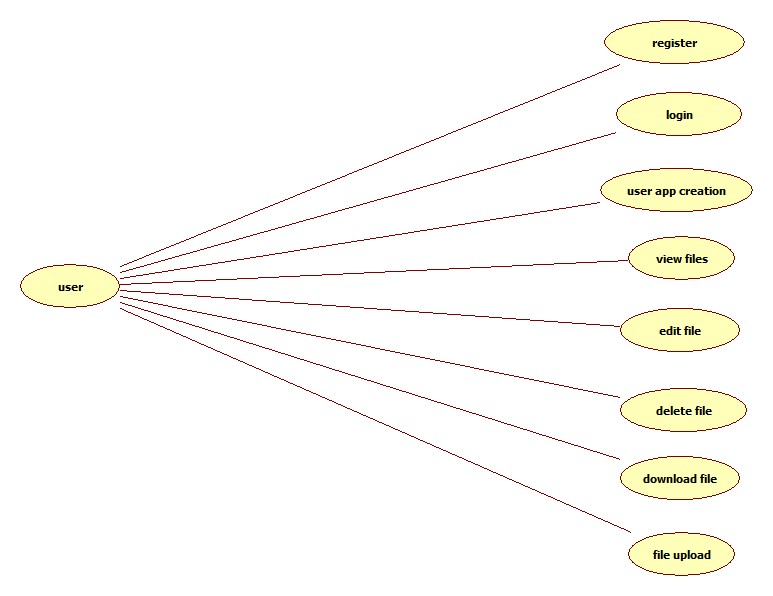 register
login
user app creation
view files
user
edit file
delete file
download file
file upload